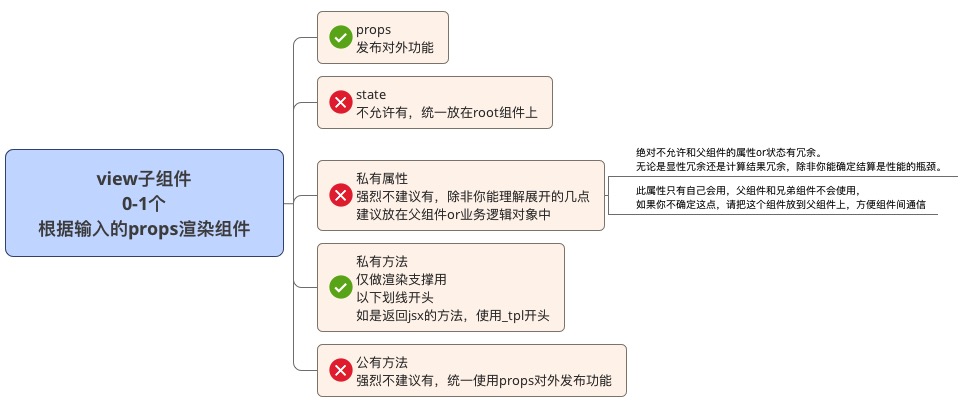 view子组件
0-1个
根据输入的props渲染组件
props
发布对外功能
state
不允许有，统一放在root组件上
私有属性
强烈不建议有，除非你能理解展开的几点
建议放在父组件or业务逻辑对象中
绝对不允许和父组件的属性or状态有冗余。
无论是显性冗余还是计算结果冗余，除非你能确定结算是性能的瓶颈。
此属性只有自己会用，父组件和兄弟组件不会使用，
如果你不确定这点，请把这个组件放到父组件上，方便组件间通信
私有方法
仅做渲染支撑用
以下划线开头
如是返回jsx的方法，使用_tpl开头
公有方法
强烈不建议有，统一使用props对外发布功能